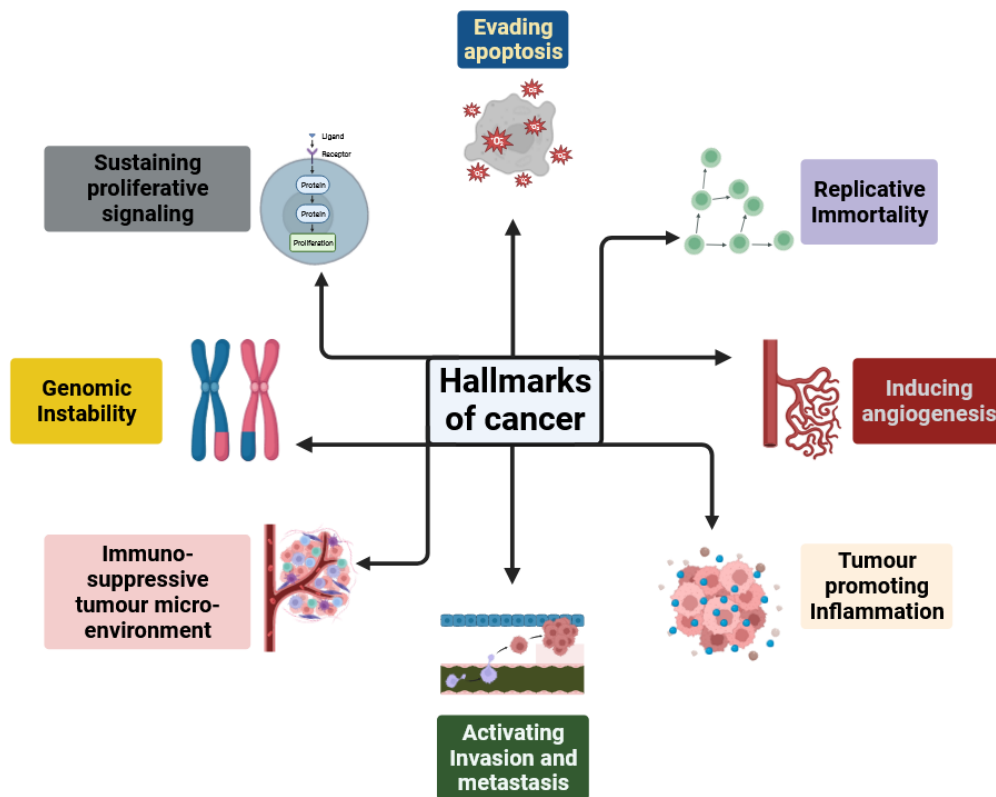 Evading
apoptosis
Ligand
Receptor
Protein
Protein
Proliferation
Sustaining
proliferative
signaling
Replicative
Immortality
Hallmarks
of cancer
Genomic
Instability
Inducing
angiogenesis
Immuno-
suppressive
tumour micro-
environment
Tumour
promoting
Inflammation
Activating
Invasion and
metastasis